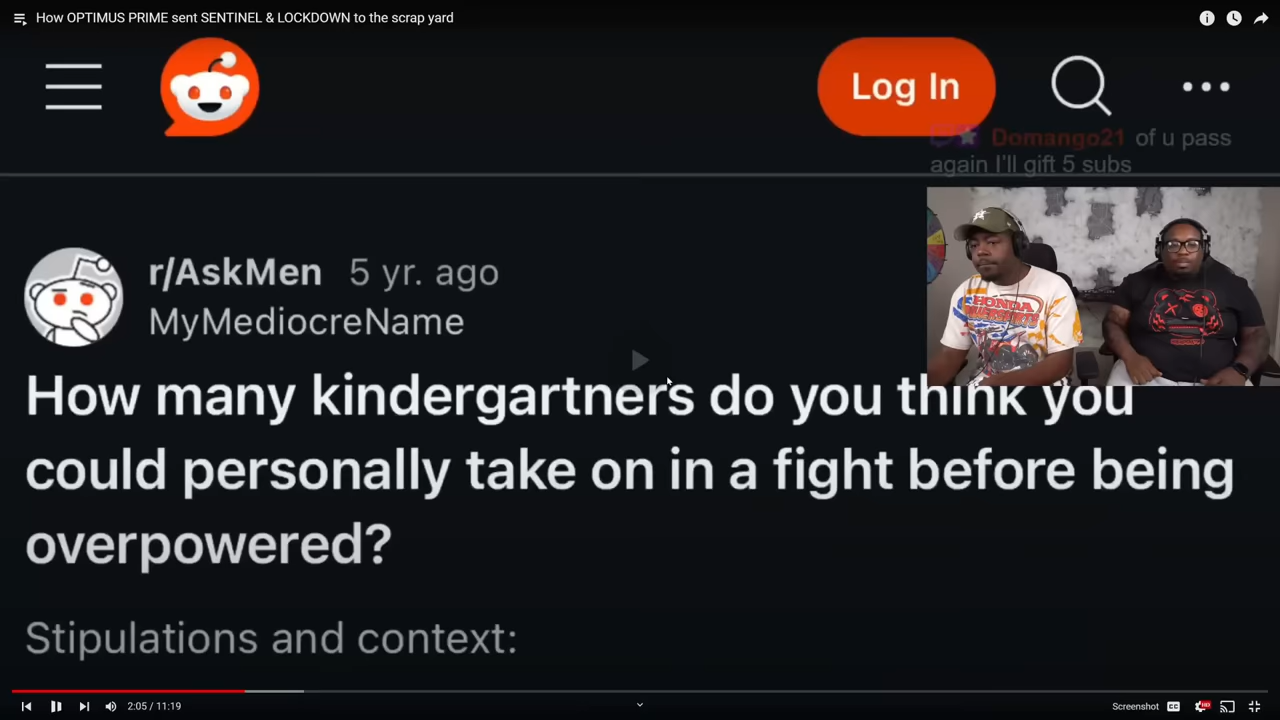 How OPTIMUS PRIME sent SENTINEL & LOCKDOWN to the scrap yard
Log In
Domango21 of u pass
again I'll gift 5 subs
r/AskMen 5 yr. ago
MyMediocreName
HONDA
How many kindergartners do you think you
could personally take on in a fight before being
overpowered?
Stipulations and context:
2:05 / 11:19
Screenshot
CC
HD